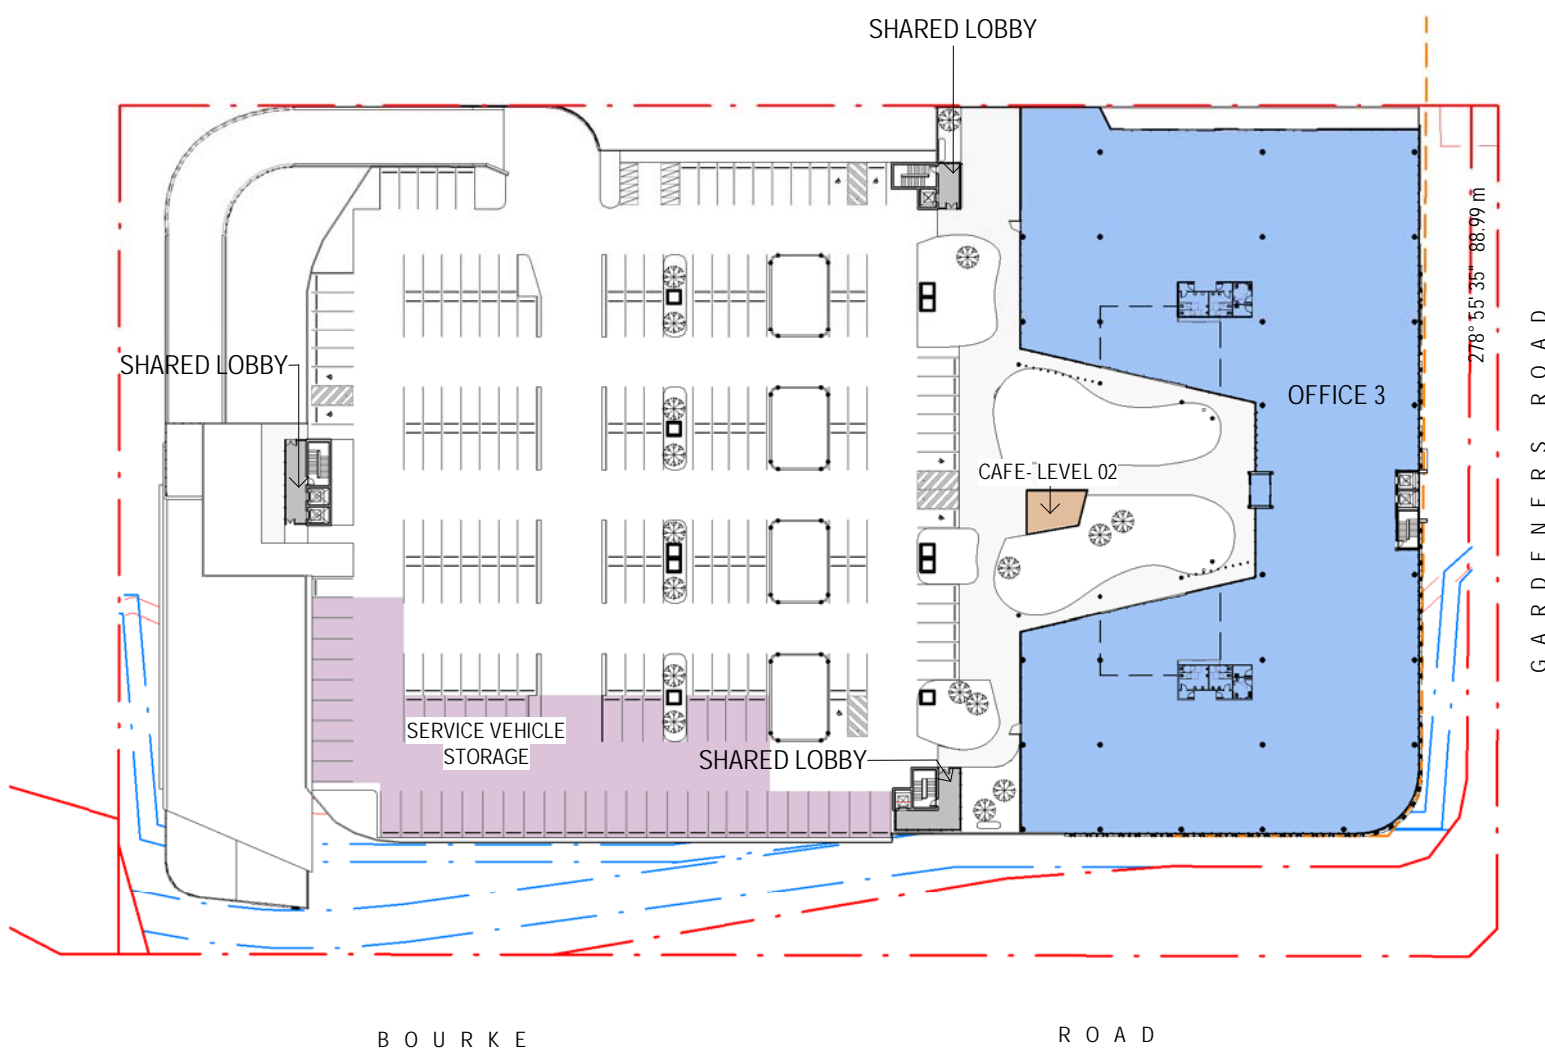 SHARED LOBBY
278° 55' 35" 88.99 m
GARDENERS ROAD
SHARED LOBBY
OFFICE 3
CAFE- LEVEL 02
SERVICE VEHICLE
STORAGE
SHARED LOBBY
BOURKE ROAD